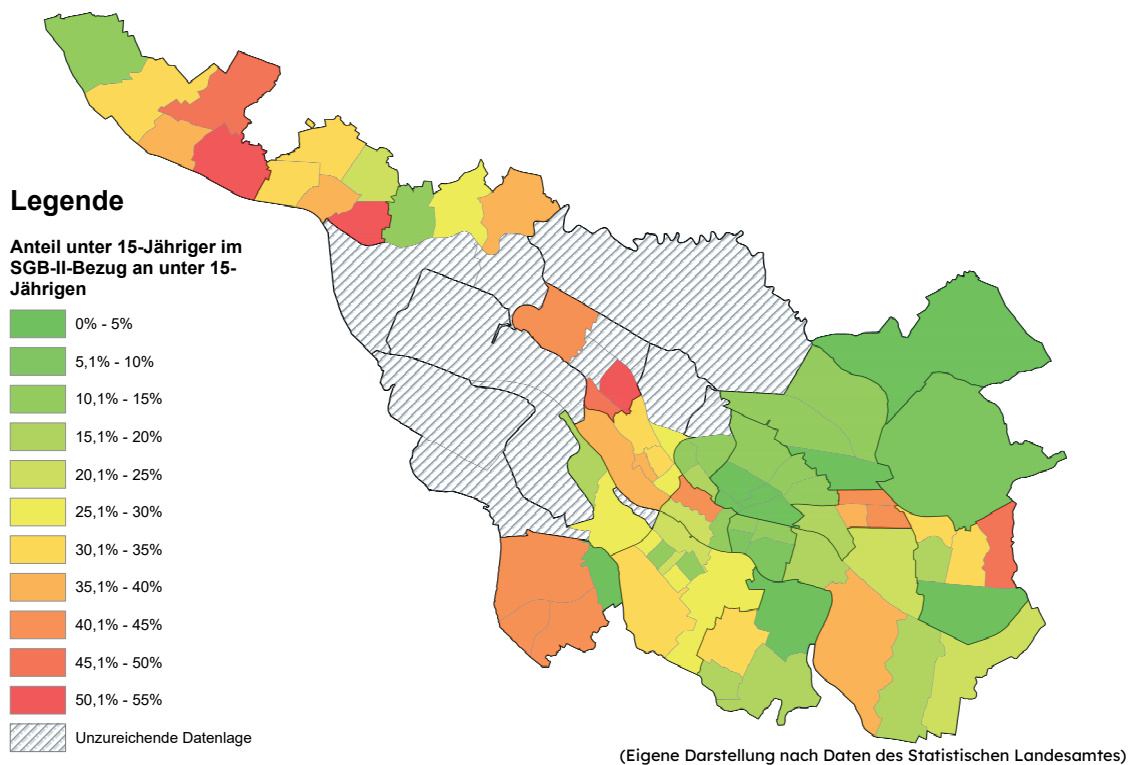 Legende
Anteil unter 15-Jähriger im
SGB-II-Bezug an unter 15-
Jährigen
0% - 5%
5,1% - 10%
10,1% - 15%
15,1% - 20%
20,1% - 25%
25,1% - 30%
30,1% - 35%
35,1% - 40%
40,1% - 45%
45,1% - 50%
50,1% - 55%
Unzureichende Datenlage
(Eigene Darstellung nach Daten des Statistischen Landesamtes)